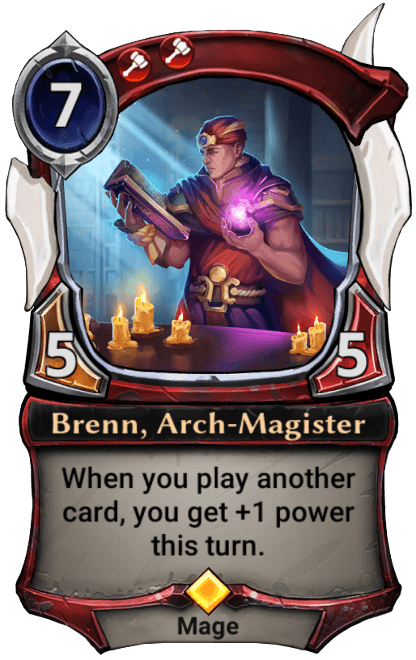 7
5
5
Brenn, Arch-Magister
When you play another
card, you get +1 power
this turn.
Mage